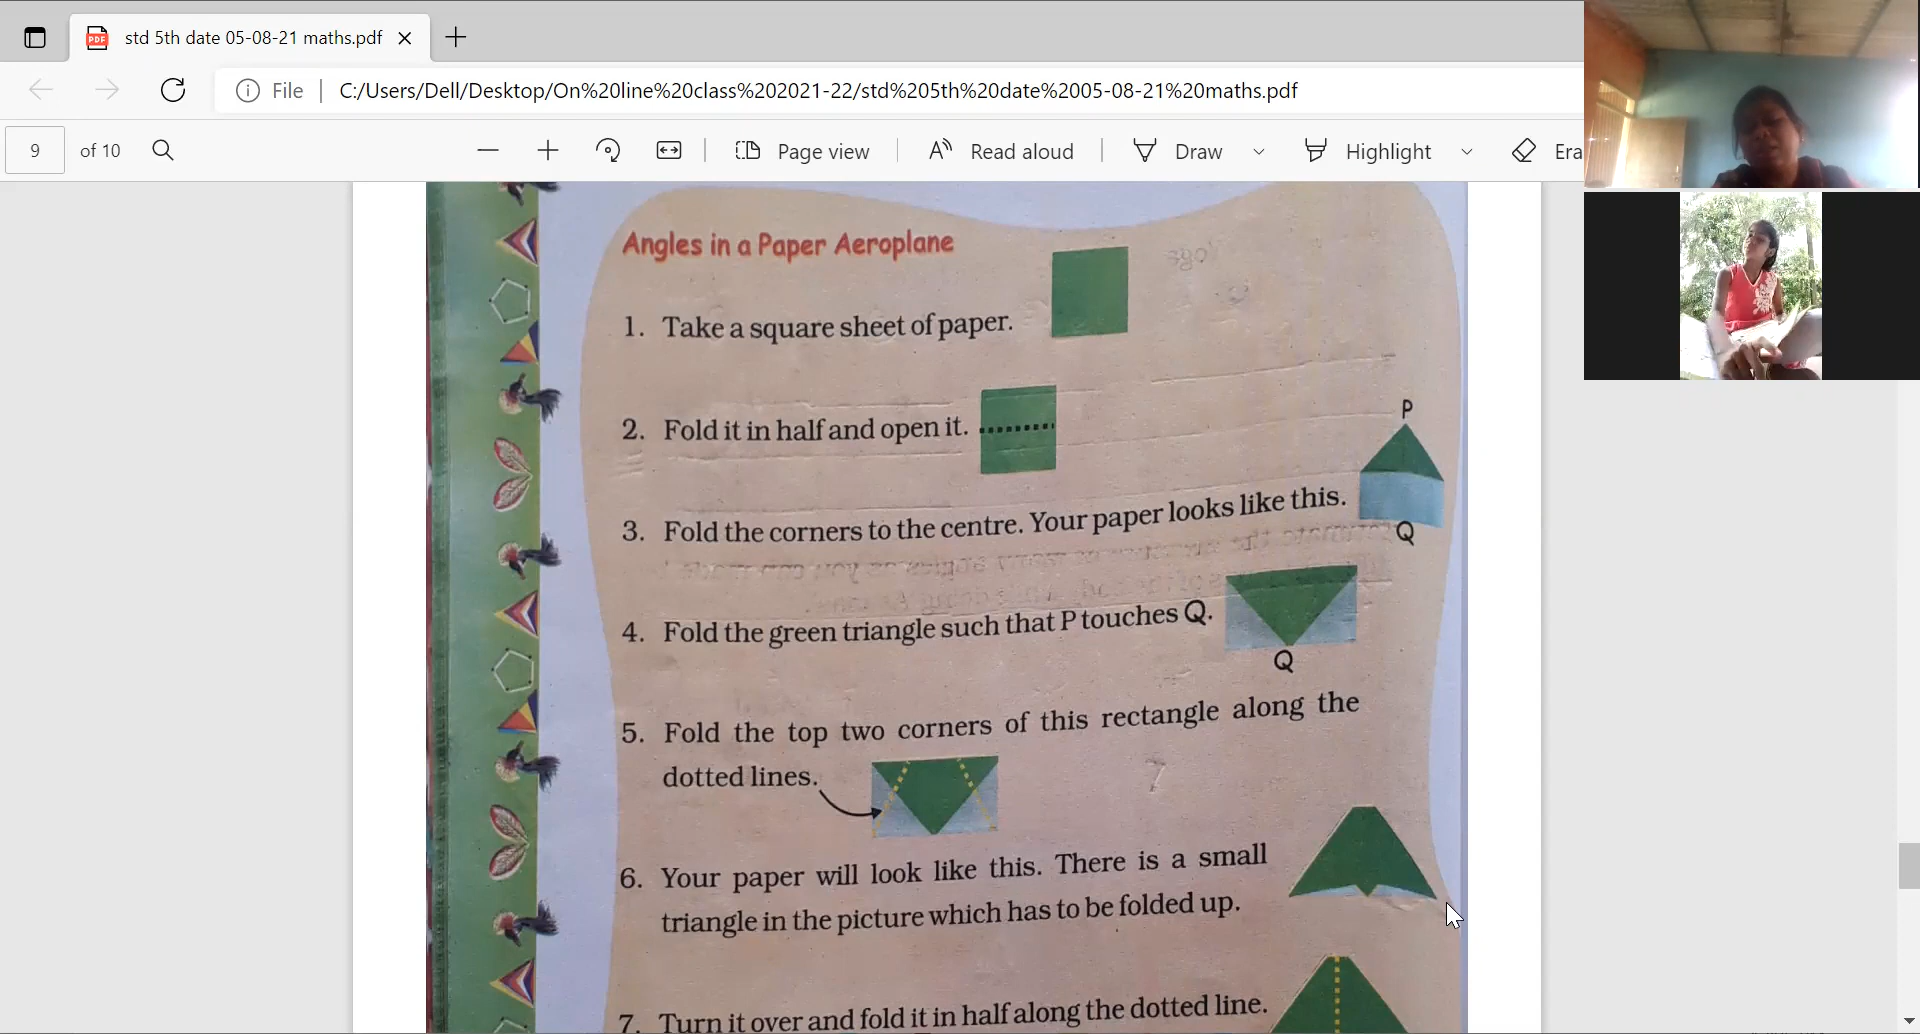 std 5th date 05-08-21 maths.pdf
File
C:/Users/Dell/Desktop/On%20line%20class%202021-22/std%205th%20date%2005-08-21%20maths.pdf
9 of 10
Page view
Read aloud
Draw
Highlight
Era
Angles in a Paper Aeroplane
1. Take a square sheet of paper.
2. Fold it in half and open it.
P
3. Fold the corners to the centre. Your paper looks like this.
Q
4. Fold the green triangle such that P touches Q.
Q
5. Fold the top two corners of this rectangle along the
dotted lines.
6. Your paper will look like this. There is a small
triangle in the picture which has to be folded up.
7. Turn it over and fold it in half along the dotted line.